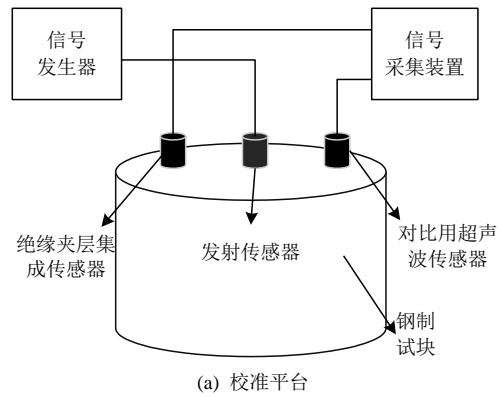 信号
发生器
信号
采集装置
绝缘夹层集
成传感器
发射传感器
对比用超声
波传感器
钢制
试块
(a) 校准平台